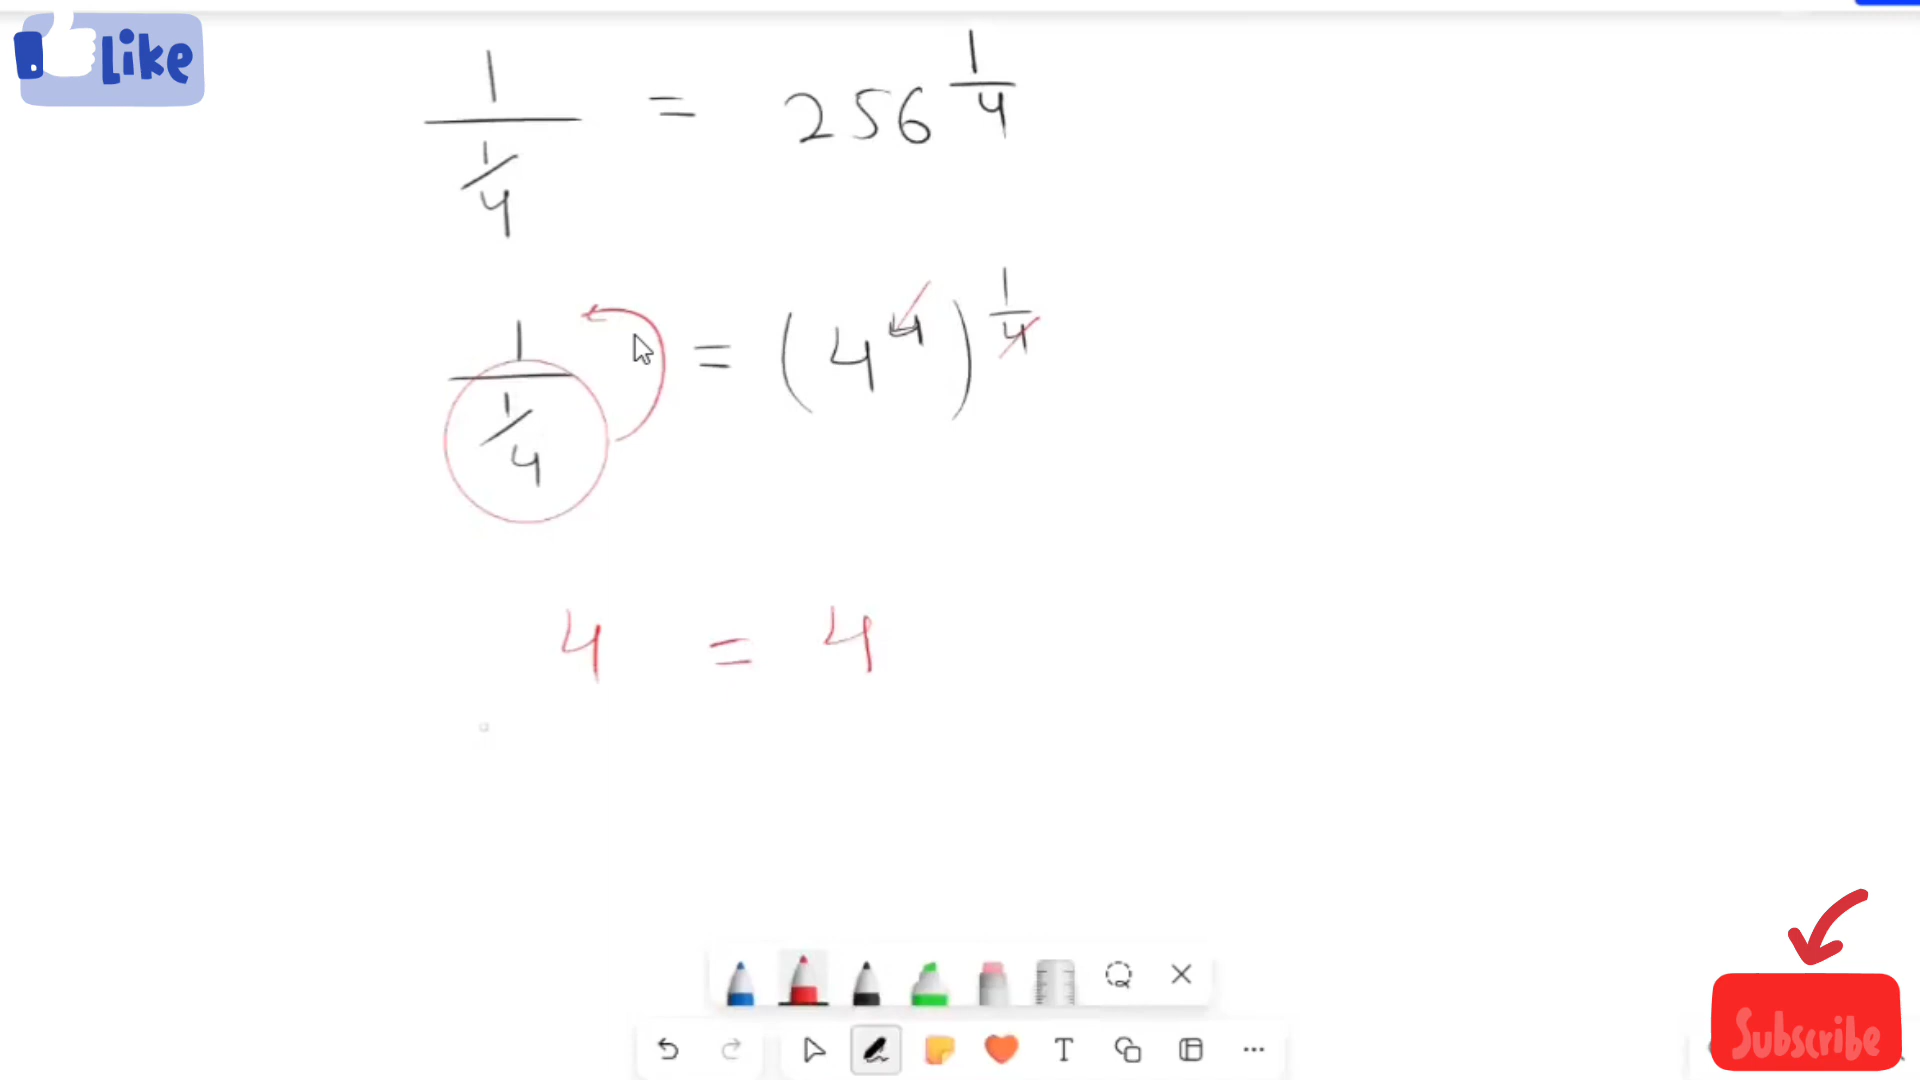 Like
1/(1/4) = 256^(1/4)
1/(1/4) = (4^4)^(1/4)
4 = 4
T
Subscribe